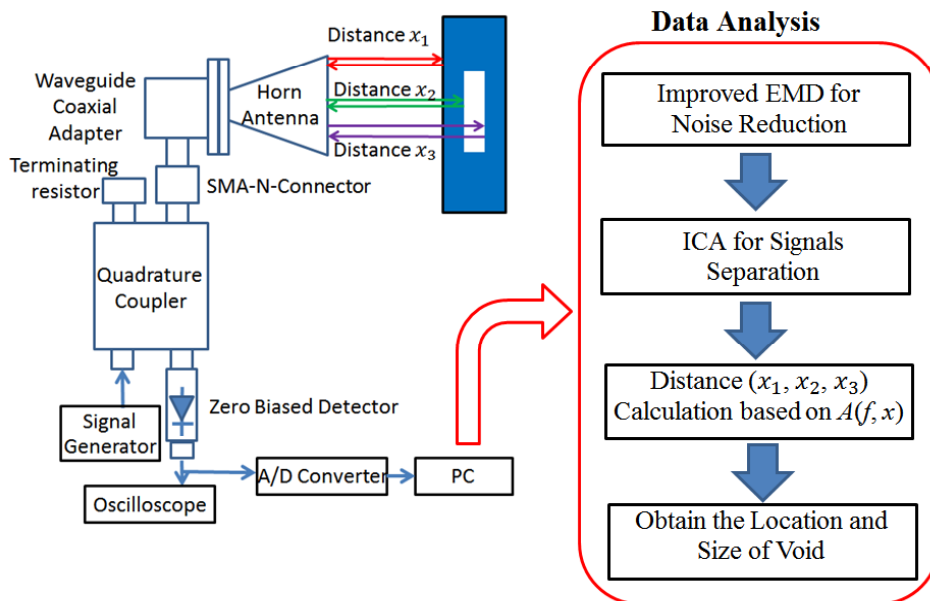 Distance x₁
Waveguide
Coaxial
Adapter
Horn
Antenna
Distance x₂
Distance x₃
Terminating
resistor
SMA-N-Connector
Quadrature
Coupler
Zero Biased Detector
Signal
Generator
A/D Converter
PC
Oscilloscope
Data Analysis
Improved EMD for
Noise Reduction
ICA for Signals
Separation
Distance (x₁, x₂, x₃)
Calculation based on A(f, x)
Obtain the Location and
Size of Void